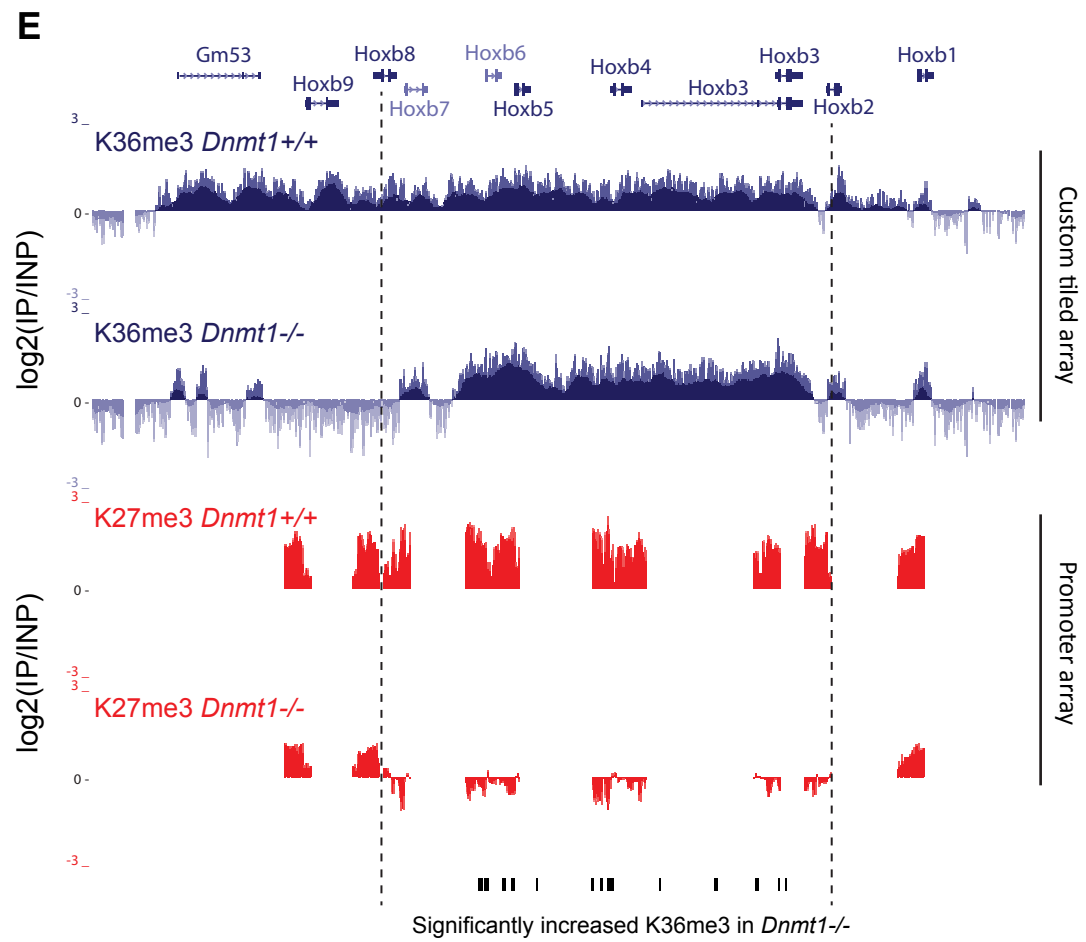 E
Gm53
Hoxb9
Hoxb8
Hoxb7
Hoxb6
Hoxb5
Hoxb4
Hoxb3
Hoxb3
Hoxb2
Hoxb1
3
K36me3 Dnmt1+/+
0 -
-3
log2(IP/INP)
3
K36me3 Dnmt1-/-
0 -
-3
Custom tiled array
3
K27me3 Dnmt1+/+
0 -
-3
log2(IP/INP)
3
K27me3 Dnmt1-/-
0 -
-3
Promoter array
Significantly increased K36me3 in Dnmt1-/-